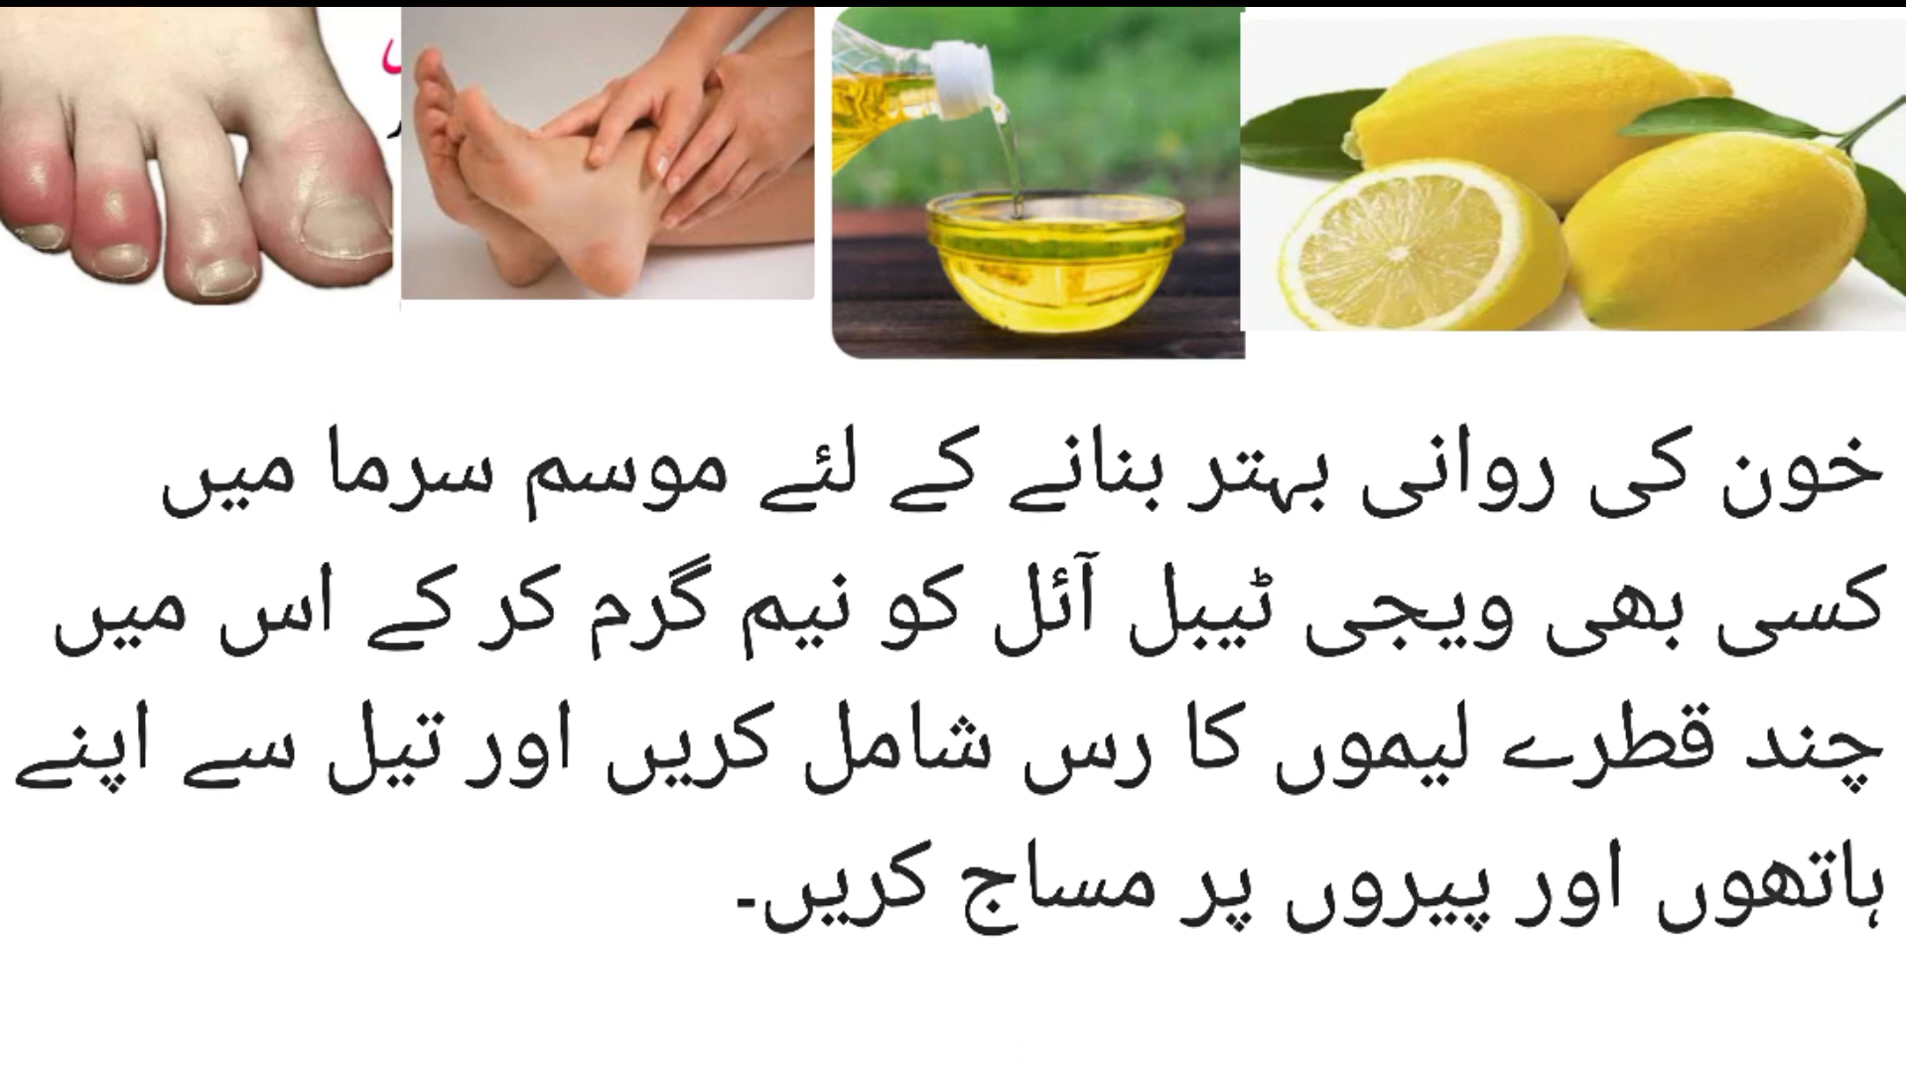 خون کی روانی بہتر بنانے کے لئے موسم سرما میں
کسی بھی ویجی ٹیبل آئل کو نیم گرم کر کے اس میں
چند قطرے لیموں کا رس شامل کریں اور تیل سے اپنے
ہاتھوں اور پیروں پر مساج کریں۔